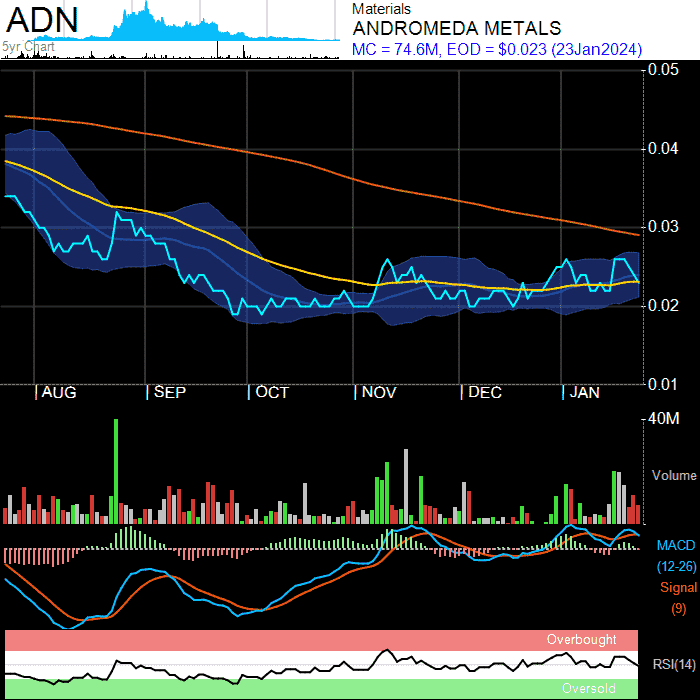 ADN
5yr Chart
Materials
ANDROMEDA METALS
MC = 74.6M, EOD = $0.023 (23Jan2024)
0.05
0.04
0.03
0.02
0.01
AUG SEP OCT NOV DEC JAN
40M
Volume
MACD
(12-26)
Signal
(9)
Overbought
RSI(14)
Oversold